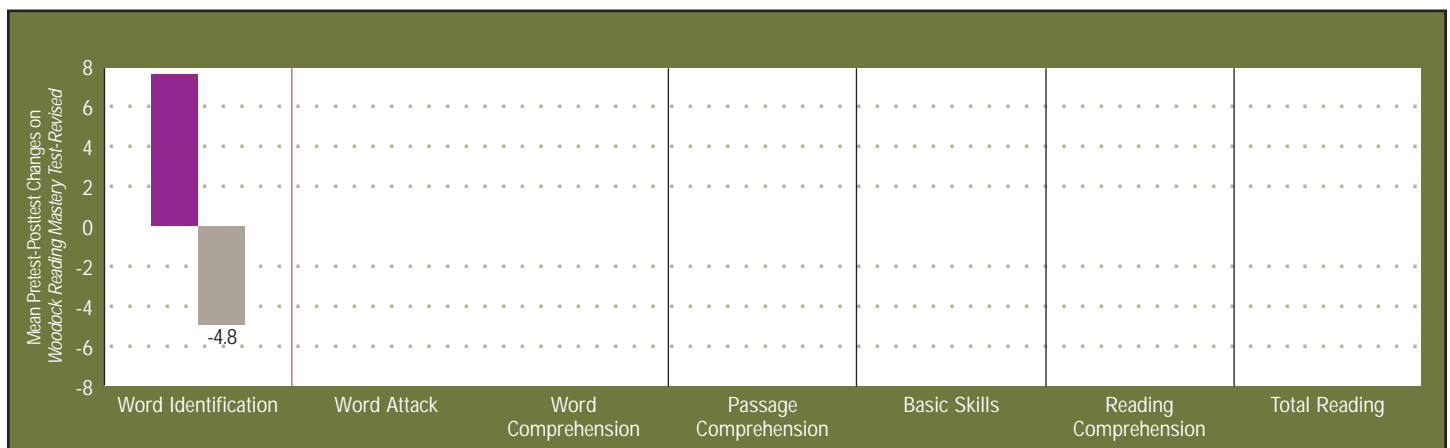 Mean Pretest-Posttest Changes on
Woodock Reading Mastery Test-Revised
8
6
4
2
0
-2
-4
-6
-8
-4.8
Word Identification
Word Attack
Word
Comprehension
Passage
Comprehension
Basic Skills
Reading
Comprehension
Total Reading